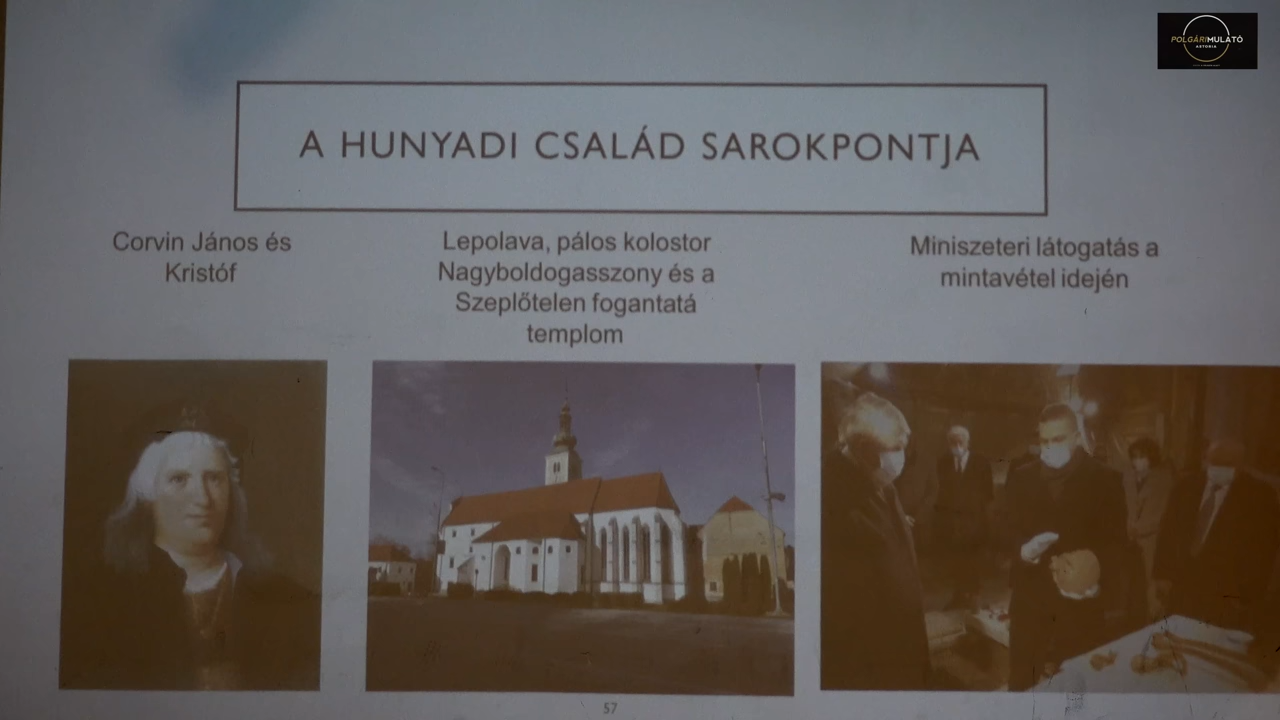 POLGÁRIMULATÓ
ASTORIA
A HUNYADI CSALÁD SAROKPONTJA
Corvin János és
Kristóf
Lepolava, pálos kolostor
Nagyboldogasszony és a
Szeplőtelen fogantatá
templom
Miniszeteri látogatás a
mintavétel idején
57